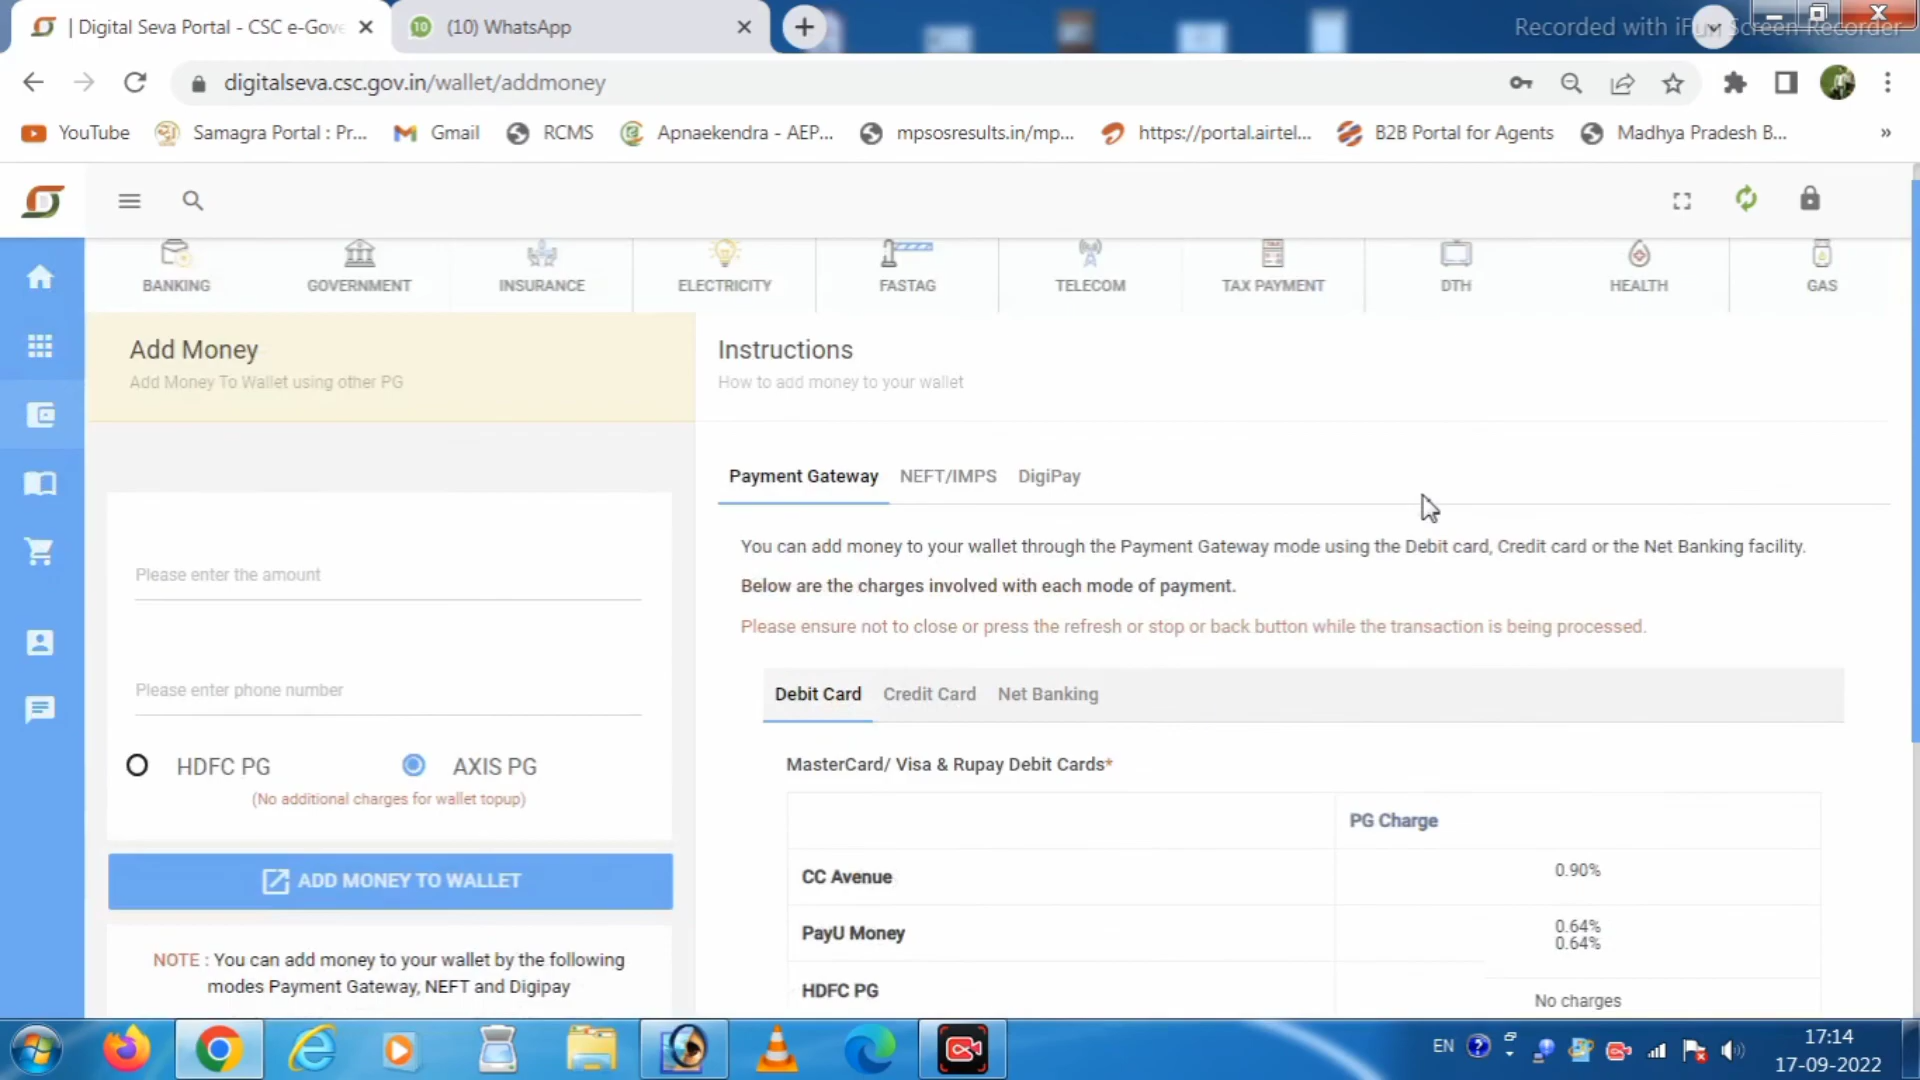 | Digital Seva Portal - CSC e-Gove
10
(10) WhatsApp
Recorded with iFun Screen Recorder
digitalseva.csc.gov.in/wallet/addmoney
YouTube
Samagra Portal : Pr...
Gmail
RCMS
Apnaekendra - AEP...
mpsosresults.in/mp...
https://portal.airtel...
B2B Portal for Agents
Madhya Pradesh B...
»
BANKING
GOVERNMENT
INSURANCE
ELECTRICITY
FASTAG
TELECOM
TAX PAYMENT
DTH
HEALTH
GAS
Add Money
Add Money To Wallet using other PG
Please enter the amount
Please enter phone number
HDFC PG
AXIS PG
(No additional charges for wallet topup)
ADD MONEY TO WALLET
NOTE : You can add money to your wallet by the following
modes Payment Gateway, NEFT and Digipay
Instructions
How to add money to your wallet
Payment Gateway
NEFT/IMPS
DigiPay
You can add money to your wallet through the Payment Gateway mode using the Debit card, Credit card or the Net Banking facility.
Below are the charges involved with each mode of payment.
Please ensure not to close or press the refresh or stop or back button while the transaction is being processed.
Debit Card
Credit Card
Net Banking
MasterCard/ Visa & Rupay Debit Cards*
PG Charge
CC Avenue
0.90%
PayU Money
0.64%
0.64%
HDFC PG
No charges
EN
17:14
17-09-2022